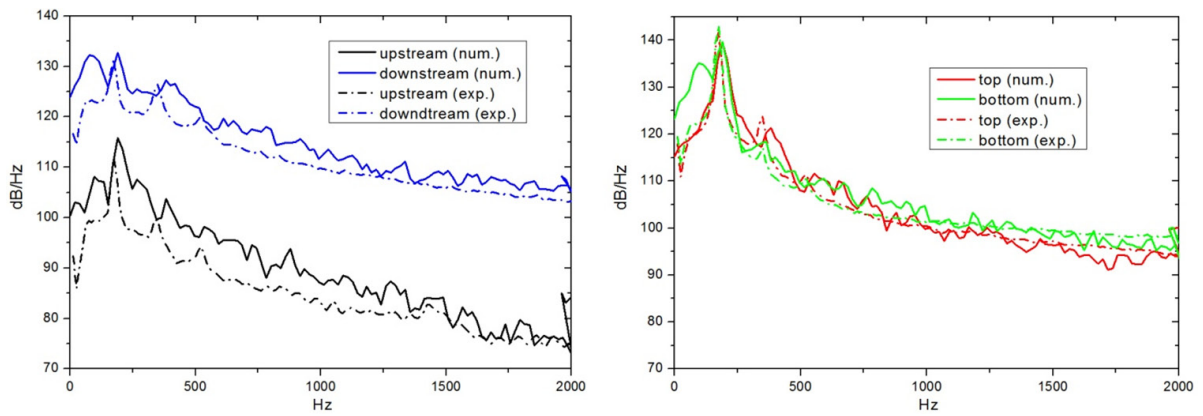 140
130
120
110
100
90
80
70
dB/Hz
upstream (num.)
downstream (num.)
upstream (exp.)
downdtream (exp.)
0 500 1000 1500 2000
Hz
140
130
120
110
100
90
80
70
dB/Hz
top (num.)
bottom (num.)
top (exp.)
bottom (exp.)
0 500 1000 1500 2000
Hz